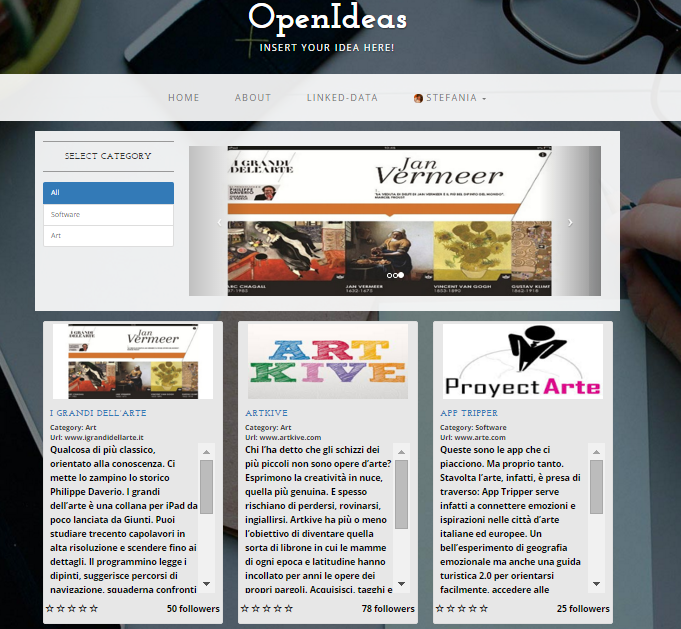 OpenIdeas
INSERT YOUR IDEA HERE!
HOME
ABOUT
LINKED-DATA
STEFANIA
SELECT CATEGORY
All
Software
Art
I GRANDI
DELL'ARTE
PHILIPPE
DAVERIO
Jan
Vermeer
ARC CHAGALL
JAN VERMEER
1632-1675
VINCENT VAN GOGH
1853-1890
GUSTAV KLIMT
1862-1918
I GRANDI
DELL'ARTE
Jan
Vermeer
ART
KIVE
ProyectArte
I GRANDI DELL'ARTE
Category: Art
Url: www.igrandidellarte.it
Qualcosa di più classico,
orientato alla conoscenza. Ci
mette lo zampino lo storico
Philippe Daverio. I grandi
dell'arte è una collana per iPad da
poco lanciata da Giunti. Puoi
studiare trecento capolavori in
alta risoluzione e scendere fino ai
dettagli. Il programmino legge i
dipinti, suggerisce percorsi di
navigazione, squaderna confronti
50 followers
ARTKIVE
Category: Art
Url: www.artkive.com
Chi l'ha detto che gli schizzi dei
più piccoli non sono opere d'arte?
Esprimono la creatività in nuce,
quella più genuina. E spesso
rischiano di perdersi, rovinarsi,
ingiallirsi. Artkive ha più o meno
l'obiettivo di diventare quella
sorta di librone in cui le mamme
di ogni epoca e latitudine hanno
incollato per anni le opere dei
propri pargoli. Acquisisci, tagghi e
78 followers
APP TRIPPER
Category: Software
Url: www.arte.com
Queste sono le app che ci
piacciono. Ma proprio tanto.
Stavolta l'arte, infatti, è presa di
traverso: App Tripper serve
infatti a connettere emozioni e
ispirazioni nelle città d'arte
italiane ed europee. Un
bell'esperimento di geografia
emozionale ma anche una guida
turistica 2.0 per orientarsi
facilmente, accedere alle
25 followers